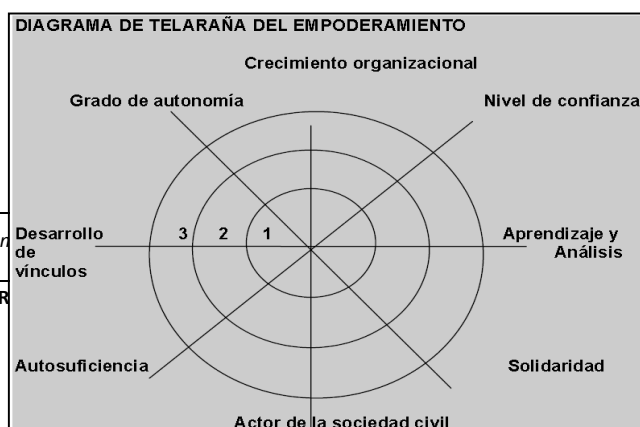 DIAGRAMA DE TELARAÑA DEL EMPODERAMIENTO
Crecimiento organizacional
Grado de autonomía
Nivel de confianza
Desarrollo
de
vínculos
3 2 1
Aprendizaje y
Análisis
Autosuficiencia
Solidaridad
Actor de la sociedad civil
R